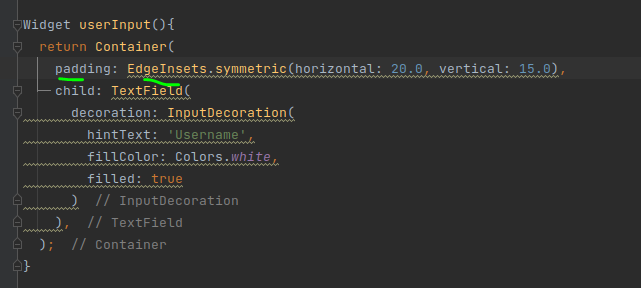 Widget userInput(){
return Container(
padding: EdgeInsets.symmetric(horizontal: 20.0, vertical: 15.0),
child: TextField(
decoration: InputDecoration(
hintText: 'Username',
fillColor: Colors.white,
filled: true
) // InputDecoration
), // TextField
); // Container
}